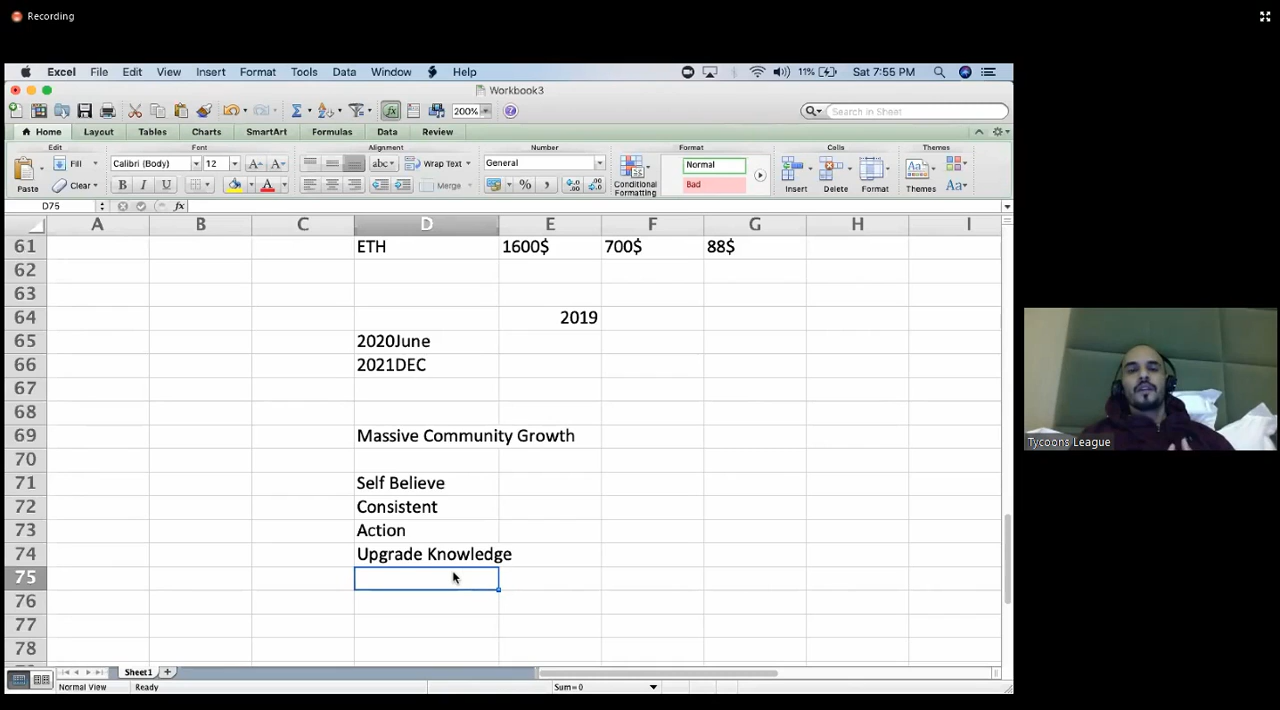 Recording
Excel File Edit View Insert Format Tools Data Window Help 11% Sat 7:55 PM
Workbook3
200% Search in Sheet
Home Layout Tables Charts SmartArt Formulas Data Review
Edit Font Alignment Number Format Cells Themes
Paste Fill Clear Calibri (Body) 12 A A B I U A abc Wrap Text Merge General % , Conditional Formatting Normal Bad Insert Delete Format Aa Themes Aa
D75 fx
A B C D E F G H I
61 ETH 1600$ 700$ 88$
62
63
64 2019
65 2020June
66 2021DEC
67
68
69 Massive Community Growth
70
71 Self Believe
72 Consistent
73 Action
74 Upgrade Knowledge
75
76
77
78
Sheet1
Normal View Ready Sum=0
Tycoons League